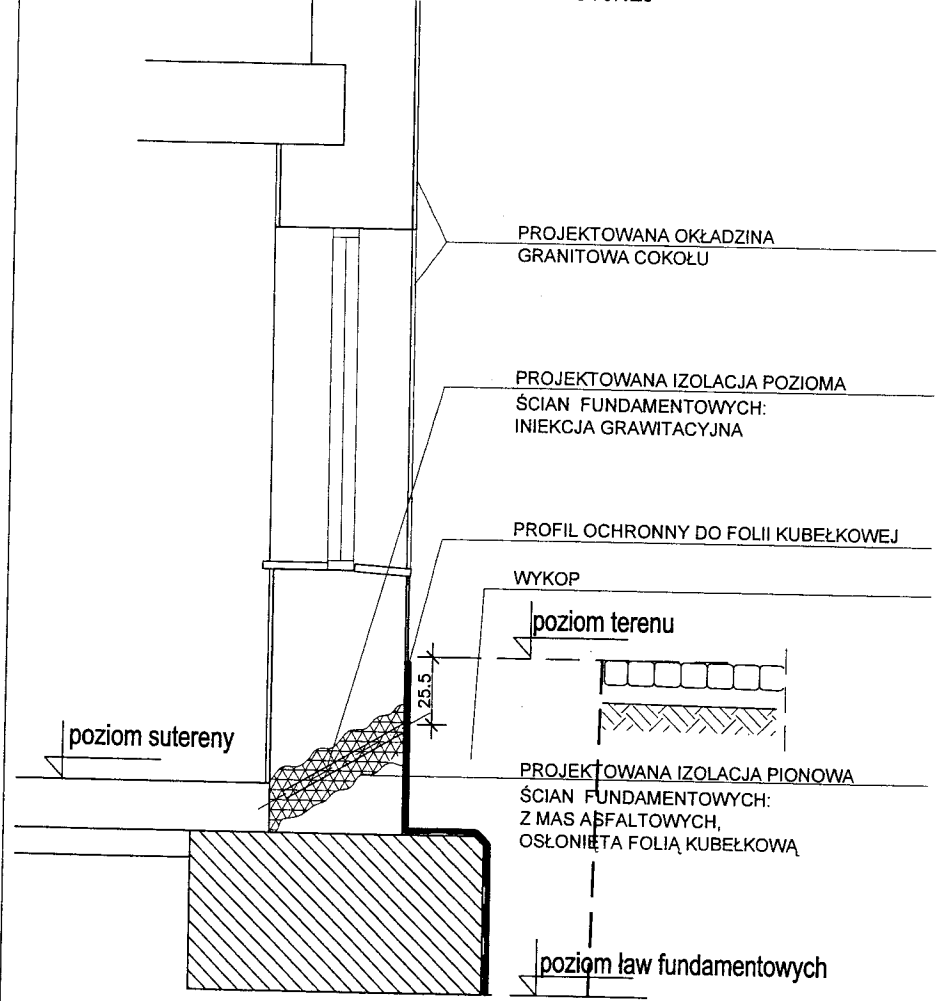 PROJEKTOWANA OKŁADZINA
GRANITOWA COKOŁU
PROJEKTOWANA IZOLACJA POZIOMA
ŚCIAN FUNDAMENTOWYCH:
INIEKCJA GRAWITACYJNA
PROFIL OCHRONNY DO FOLII KUBEŁKOWEJ
WYKOP
poziom terenu
25.5
poziom sutereny
PROJEKTOWANA IZOLACJA PIONOWA
ŚCIAN FUNDAMENTOWYCH:
Z MAS ASFALTOWYCH,
OSŁONIĘTA FOLIĄ KUBEŁKOWĄ
poziom ław fundamentowych